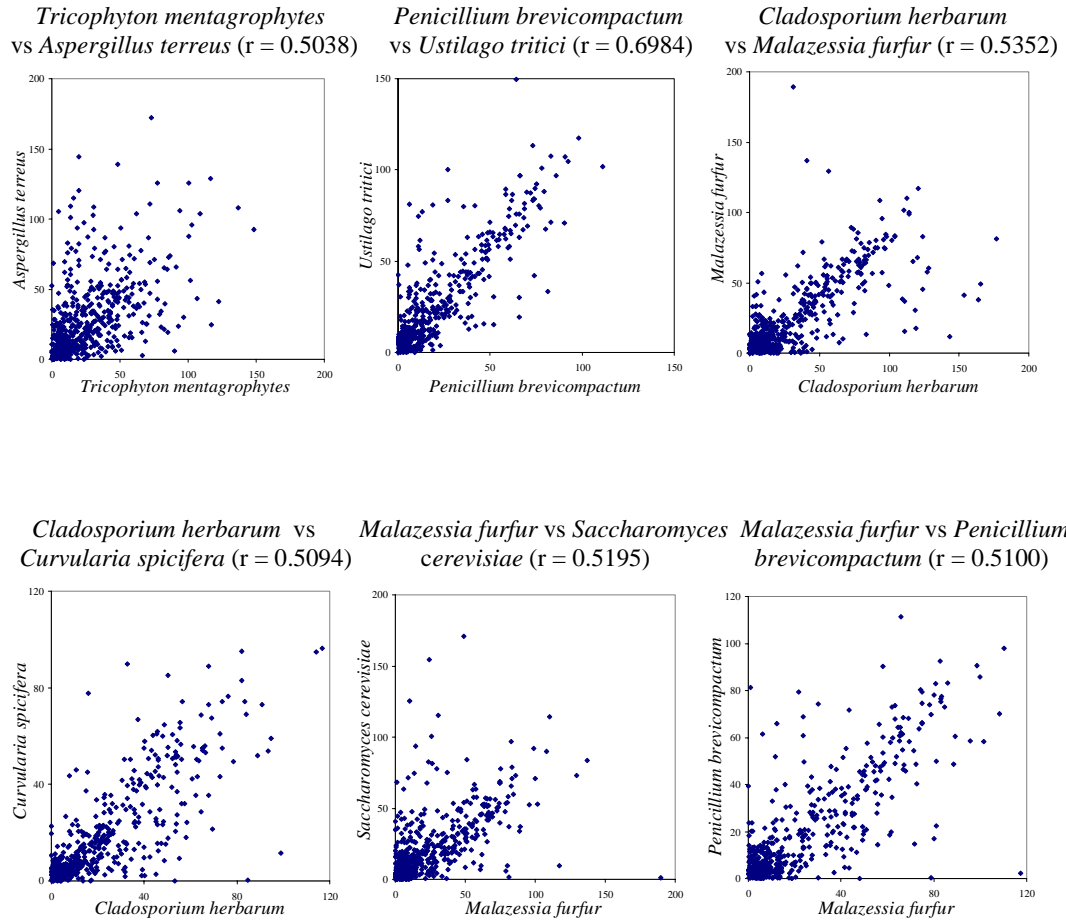 Tricophyton mentagrophytes
vs Aspergillus terreus (r = 0.5038)
200
150
100
50
0
Aspergillus terreus
0 50 100 150 200
Tricophyton mentagrophytes
Penicillium brevicompactum
vs Ustilago tritici (r = 0.6984)
150
100
50
0
Ustilago tritici
0 50 100 150
Penicillium brevicompactum
Cladosporium herbarum
vs Malazessia furfur (r = 0.5352)
200
150
100
50
0
Malazessia furfur
0 50 100 150 200
Cladosporium herbarum
Cladosporium herbarum vs
Curvularia spicifera (r = 0.5094)
120
80
40
0
Curvularia spicifera
0 40 80 120
Cladosporium herbarum
Malazessia furfur vs Saccharomyces
cerevisiae (r = 0.5195)
200
150
100
50
0
Saccharomyces cerevisiae
0 50 100 150 200
Malazessia furfur
Malazessia furfur vs Penicillium
brevicompactum (r = 0.5100)
120
100
80
60
40
20
0
Penicillium brevicompactum
0 40 80 120
Malazessia furfur